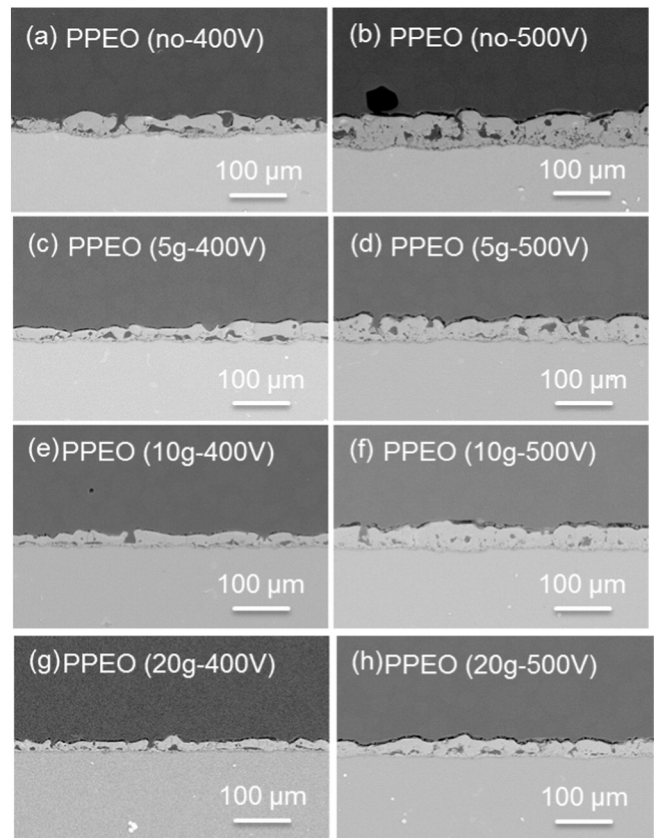 (a) PPEO (no-400V)
100 µm
(b) PPEO (no-500V)
100 µm
(c) PPEO (5g-400V)
100 µm
(d) PPEO (5g-500V)
100 µm
(e) PPEO (10g-400V)
100 µm
(f) PPEO (10g-500V)
100 µm
(g) PPEO (20g-400V)
100 µm
(h) PPEO (20g-500V)
100 µm